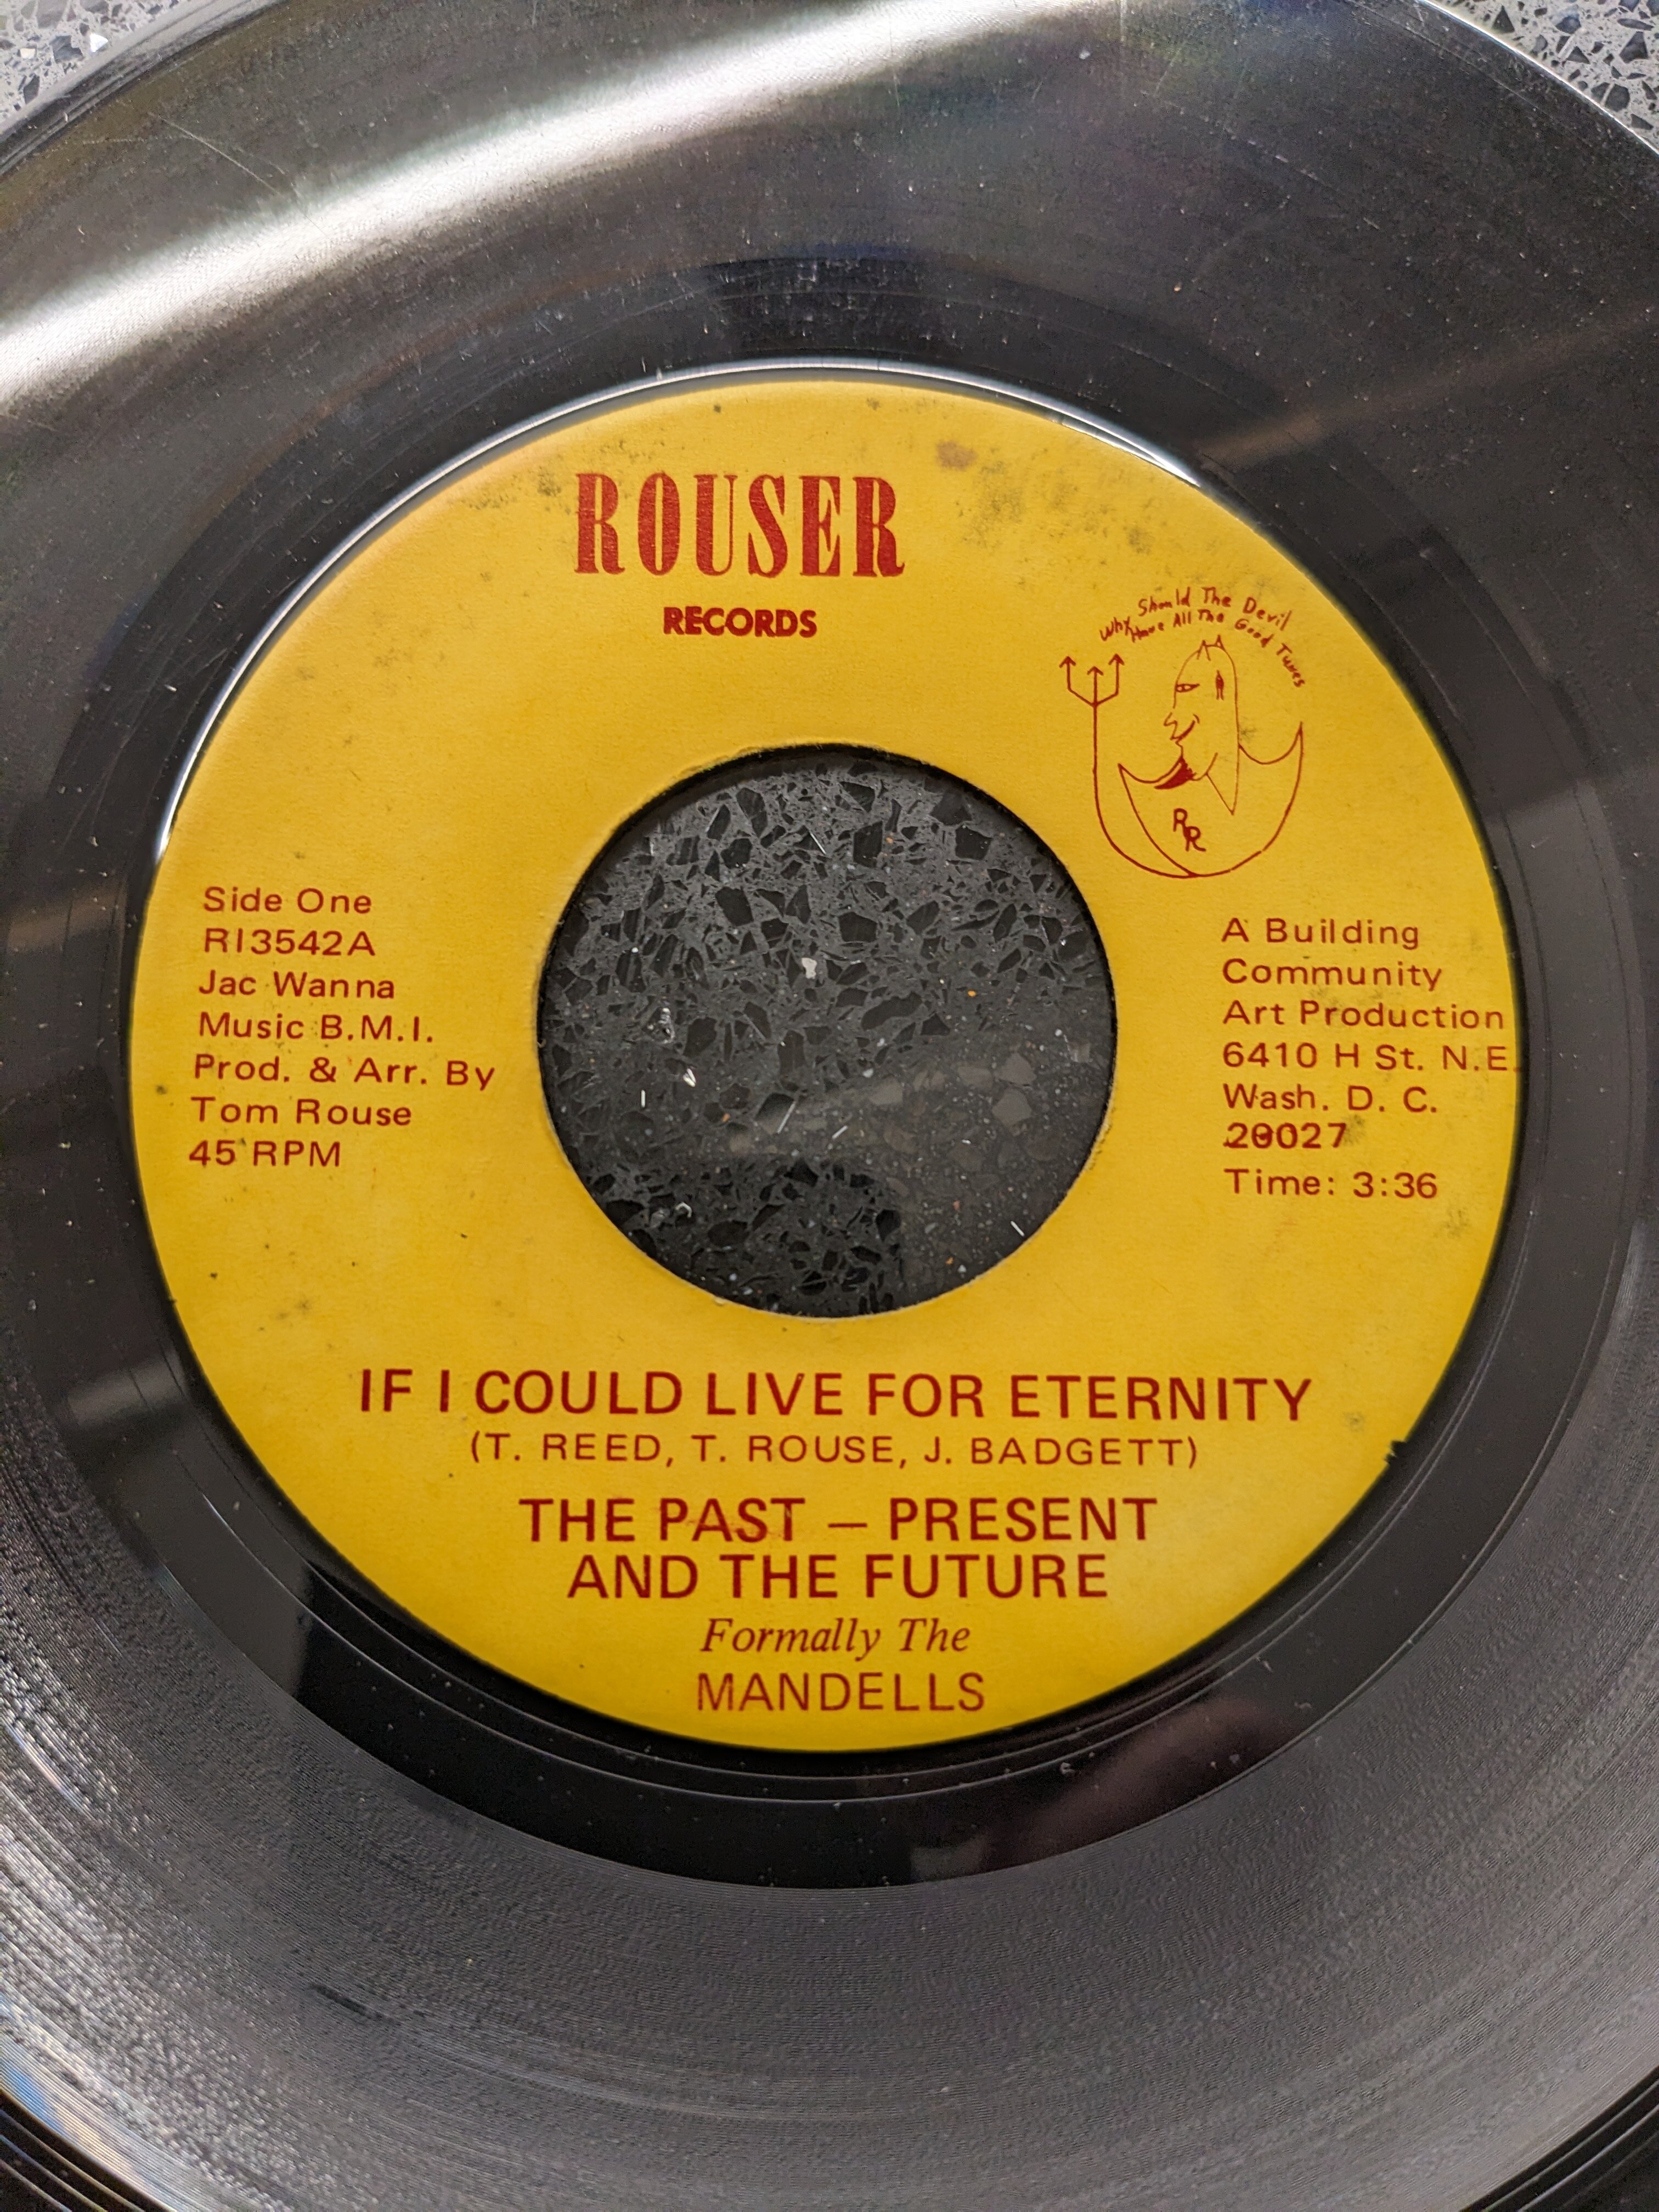 ROUSER
RECORDS
Why Should The Devil
Have All The Good Tunes
RR
Side One
RI3542A
Jac Wanna
Music B.M.I.
Prod. & Arr. By
Tom Rouse
45 RPM
A Building
Community
Art Production
6410 H St. N.E.
Wash. D. C.
20027
Time: 3:36
IF I COULD LIVE FOR ETERNITY
(T. REED, T. ROUSE, J. BADGETT)
THE PAST — PRESENT
AND THE FUTURE
Formally The
MANDELLS